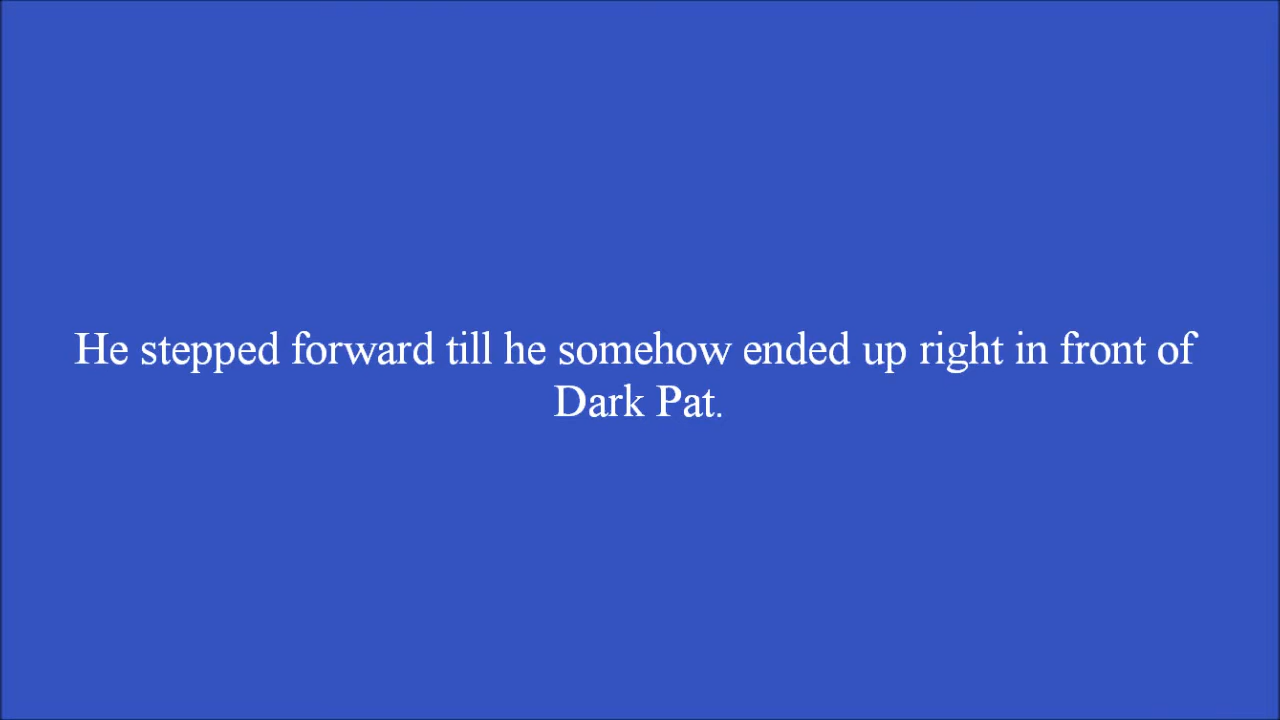 He stepped forward till he somehow ended up right in front of
Dark Pat.